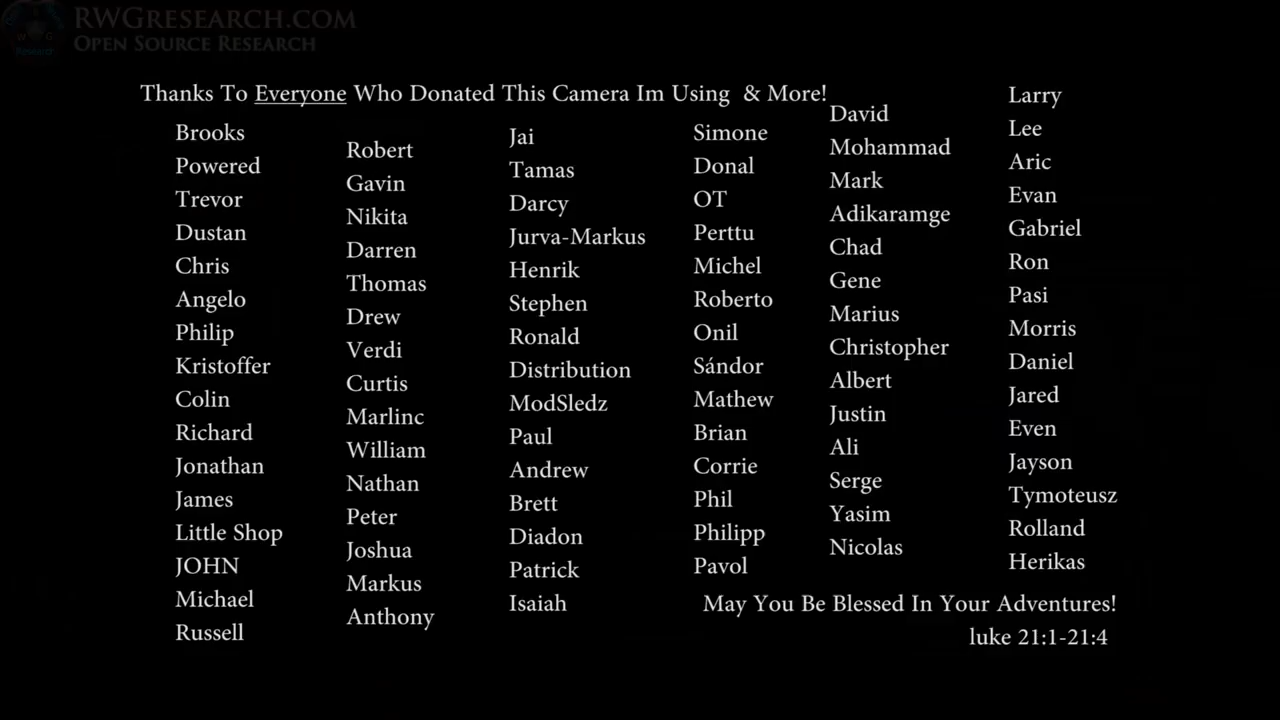 RWGRESEARCH.COM
OPEN SOURCE RESEARCH
Thanks To Everyone Who Donated This Camera Im Using & More!
Brooks
Powered
Trevor
Dustan
Chris
Angelo
Philip
Kristoffer
Colin
Richard
Jonathan
James
Little Shop
JOHN
Michael
Russell
Robert
Gavin
Nikita
Darren
Thomas
Drew
Verdi
Curtis
Marlinc
William
Nathan
Peter
Joshua
Markus
Anthony
Jai
Tamas
Darcy
Jurva-Markus
Henrik
Stephen
Ronald
Distribution
ModSledz
Paul
Andrew
Brett
Diadon
Patrick
Isaiah
Simone
Donal
OT
Perttu
Michel
Roberto
Onil
Sándor
Mathew
Brian
Corrie
Phil
Philipp
Pavol
David
Mohammad
Mark
Adikaramge
Chad
Gene
Marius
Christopher
Albert
Justin
Ali
Serge
Yasim
Nicolas
Larry
Lee
Aric
Evan
Gabriel
Ron
Pasi
Morris
Daniel
Jared
Even
Jayson
Tymoteusz
Rolland
Herikas
May You Be Blessed In Your Adventures!
luke 21:1-21:4